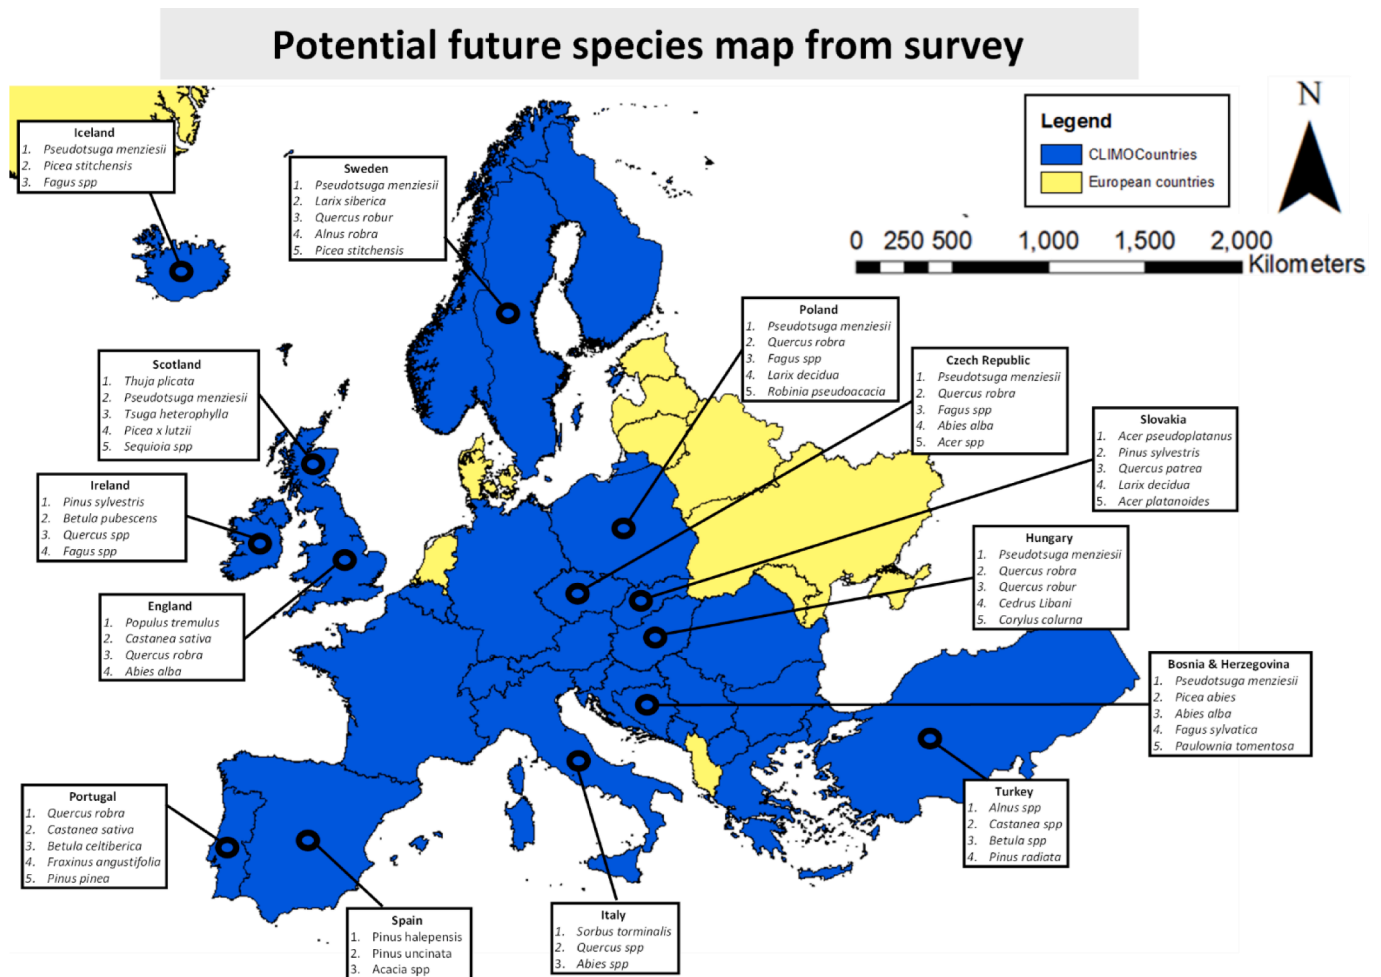 Potential future species map from survey
Iceland
1. Pseudotsuga menziesii
2. Picea stitchensis
3. Fagus spp
Sweden
1. Pseudotsuga menziesii
2. Larix siberica
3. Quercus robur
4. Alnus robra
5. Picea stitchensis
Legend
CLIMOCountries
European countries
N
0 250 500 1,000 1,500 2,000
Kilometers
Poland
1. Pseudotsuga menziesii
2. Quercus robra
3. Fagus spp
4. Larix decidua
5. Robinia pseudoacacia
Czech Republic
1. Pseudotsuga menziesii
2. Quercus robra
3. Fagus spp
4. Abies alba
5. Acer spp
Scotland
1. Thuja plicata
2. Pseudotsuga menziesii
3. Tsuga heterophylla
4. Picea x lutzii
5. Sequioia spp
Slovakia
1. Acer pseudoplatanus
2. Pinus sylvestris
3. Quercus patrea
4. Larix decidua
5. Acer platanoides
Ireland
1. Pinus sylvestris
2. Betula pubescens
3. Quercus spp
4. Fagus spp
Hungary
1. Pseudotsuga menziesii
2. Quercus robra
3. Quercus robur
4. Cedrus Libani
5. Corylus colurna
England
1. Populus tremulus
2. Castanea sativa
3. Quercus robra
4. Abies alba
Bosnia & Herzegovina
1. Pseudotsuga menziesii
2. Picea abies
3. Abies alba
4. Fagus sylvatica
5. Paulownia tomentosa
Portugal
1. Quercus robra
2. Castanea sativa
3. Betula celtiberica
4. Fraxinus angustifolia
5. Pinus pinea
Turkey
1. Alnus spp
2. Castanea spp
3. Betula spp
4. Pinus radiata
Spain
1. Pinus halepensis
2. Pinus uncinata
3. Acacia spp
Italy
1. Sorbus torminalis
2. Quercus spp
3. Abies spp